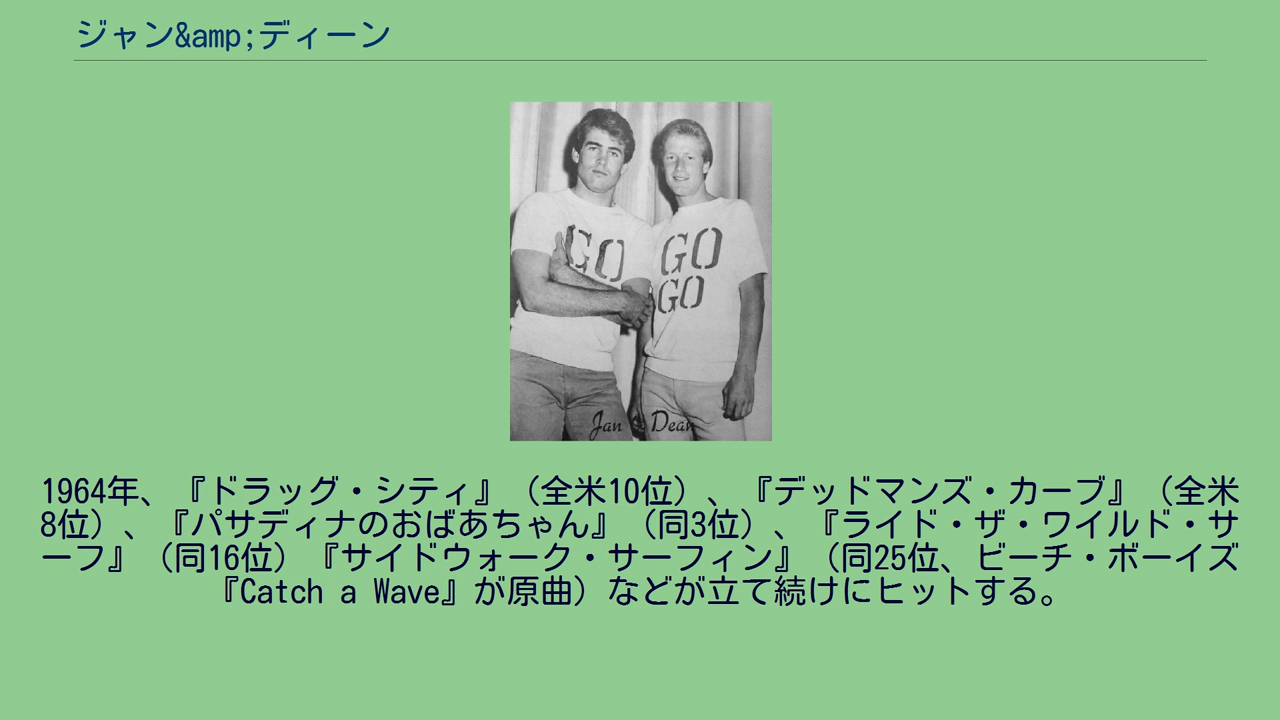 ジャン&amp;ディーン
GO
GO
GO
Jan & Dean
1964年、『ドラッグ・シティ』（全米10位）、『デッドマンズ・カーブ』（全米
8位）、『パサディナのおばあちゃん』（同3位）、『ライド・ザ・ワイルド・サ
ーフ』（同16位）『サイドウォーク・サーフィン』（同25位、ビーチ・ボーイズ
『Catch a Wave』が原曲）などが立て続けにヒットする。